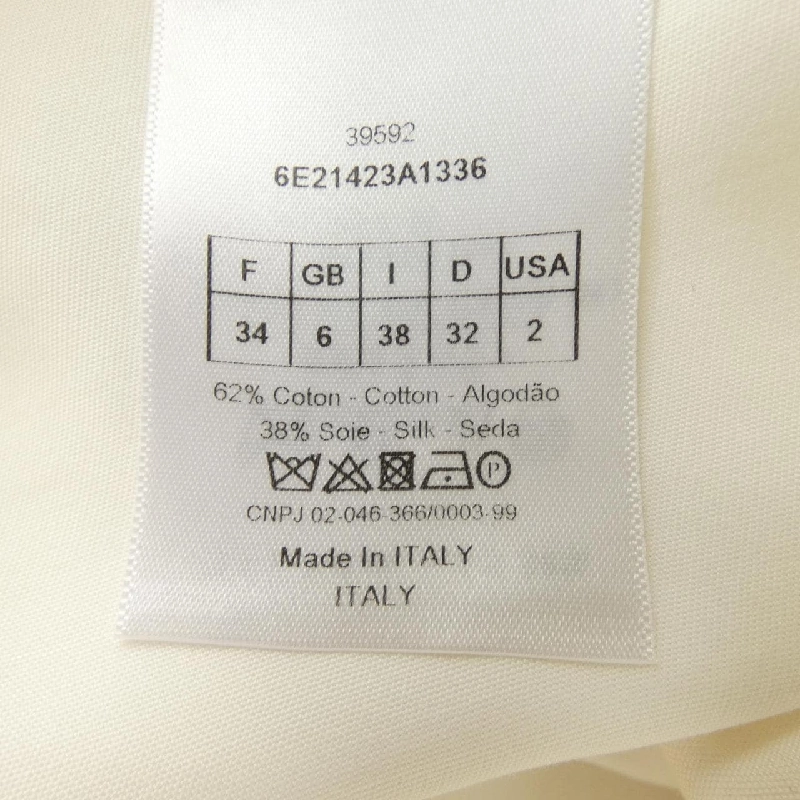 39592
6E21423A1336
F GB I D USA
34 6 38 32 2
62% Coton - Cotton - Algodão
38% Soie - Silk - Seda
P
CNPJ 02-046-366/0003-99
Made In ITALY
ITALY